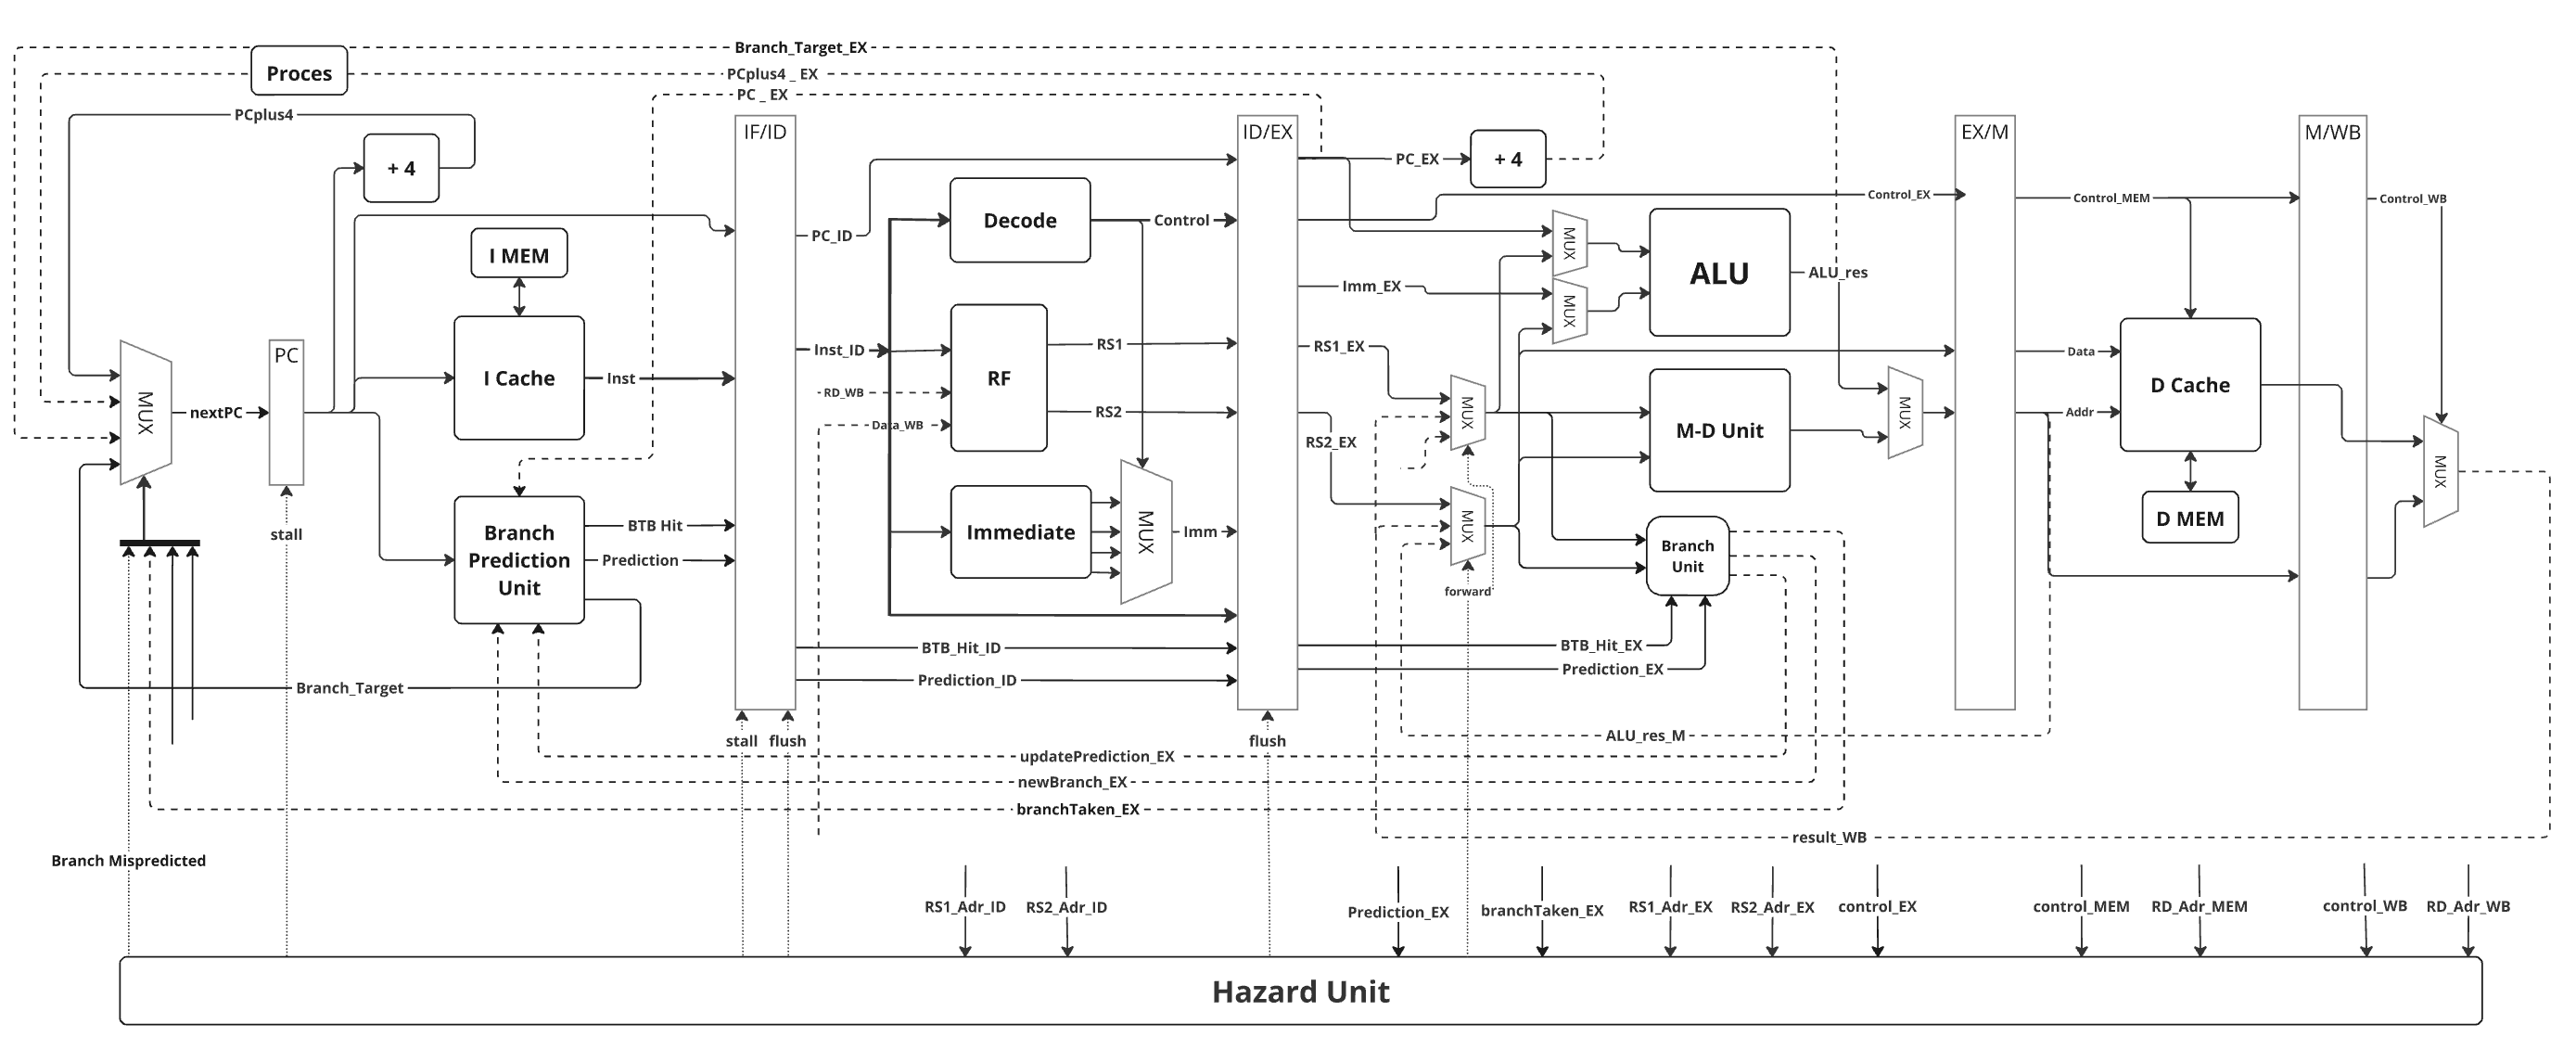 Branch_Target_EX
Proces
PCplus4 _ EX
PC _ EX
PCplus4
IF/ID
ID/EX
EX/M
M/WB
+ 4
PC_EX
+ 4
Control_EX
Control_MEM
Control_WB
Decode
Control
PC_ID
I MEM
MUX
ALU
ALU_res
Imm_EX
MUX
PC
Inst_ID
RF
RS1
RS1_EX
Data
I Cache
Inst
RD_WB
D Cache
MUX
nextPC
RS2
MUX
MUX
Addr
Data_WB
RS2_EX
M-D Unit
MUX
BTB Hit
Immediate
MUX
Imm
MUX
D MEM
stall
Branch
Prediction
Unit
Prediction
Branch
Unit
forward
BTB_Hit_ID
BTB_Hit_EX
Prediction_EX
Branch_Target
Prediction_ID
stall
flush
flush
ALU_res_M
updatePrediction_EX
newBranch_EX
branchTaken_EX
result_WB
Branch Mispredicted
RS1_Adr_ID
RS2_Adr_ID
Prediction_EX
branchTaken_EX
RS1_Adr_EX
RS2_Adr_EX
control_EX
control_MEM
RD_Adr_MEM
control_WB
RD_Adr_WB
Hazard Unit